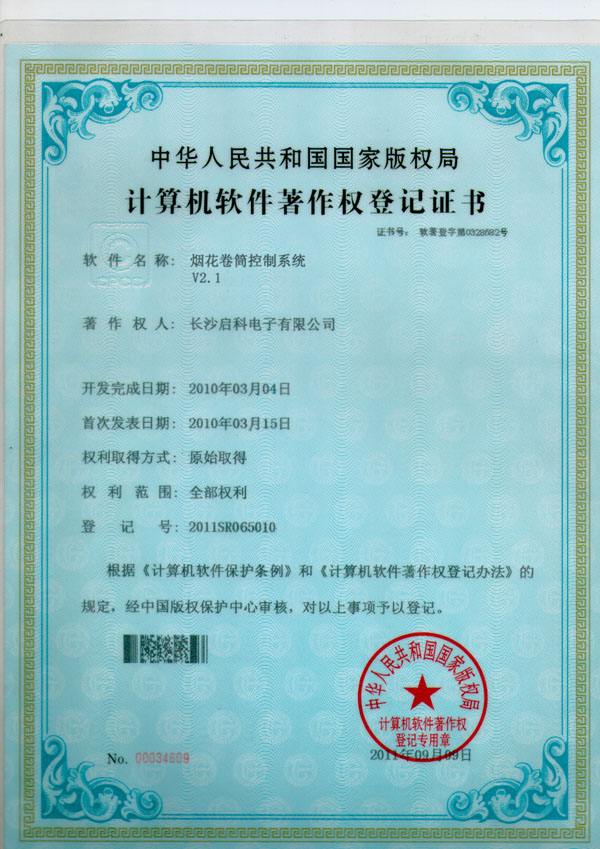 中华人民共和国国家版权局
计算机软件著作权登记证书
证书号： 软著登字第0328682号
软件名称： 烟花卷筒控制系统
V2.1
著作权人： 长沙启科电子有限公司
开发完成日期： 2010年03月04日
首次发表日期： 2010年03月15日
权利取得方式： 原始取得
权利范围： 全部权利
登记号： 2011SR065010
根据《计算机软件保护条例》和《计算机软件著作权登记办法》的
规定，经中国版权保护中心审核，对以上事项予以登记。
中华人民共和国国家版权局
计算机软件著作权
登记专用章
No. 00034609
2011年09月09日
CPCC